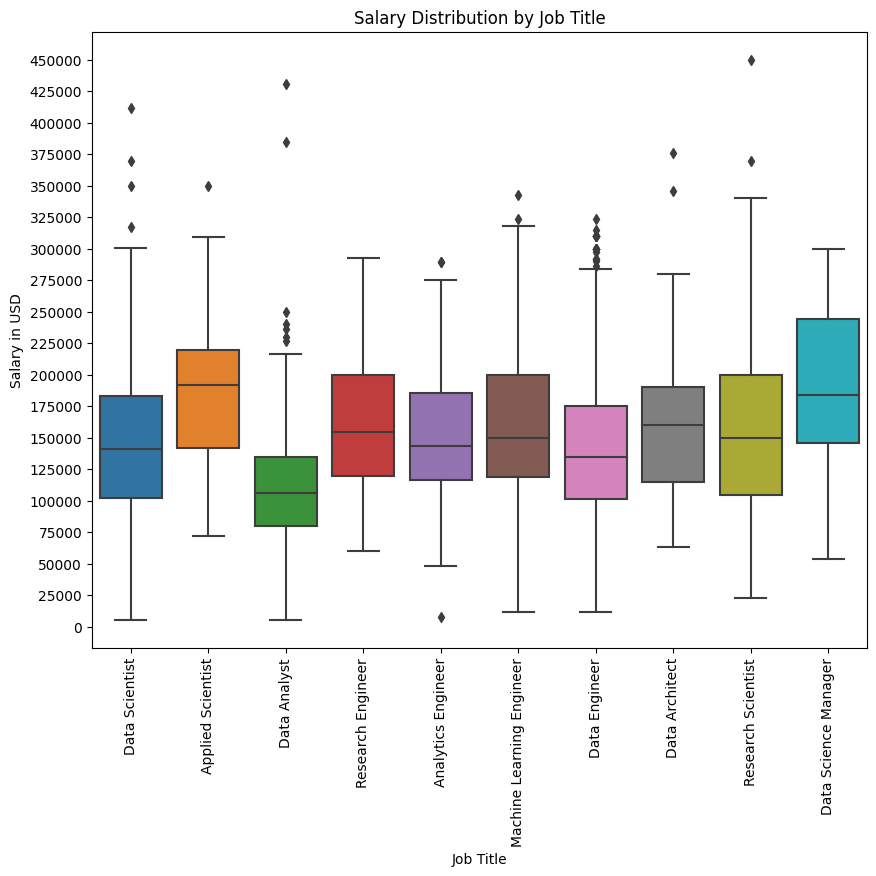 Salary Distribution by Job Title
Salary in USD
450000
425000
400000
375000
350000
325000
300000
275000
250000
225000
200000
175000
150000
125000
100000
75000
50000
25000
0
Data Scientist
Applied Scientist
Data Analyst
Research Engineer
Analytics Engineer
Machine Learning Engineer
Data Engineer
Data Architect
Research Scientist
Data Science Manager
Job Title